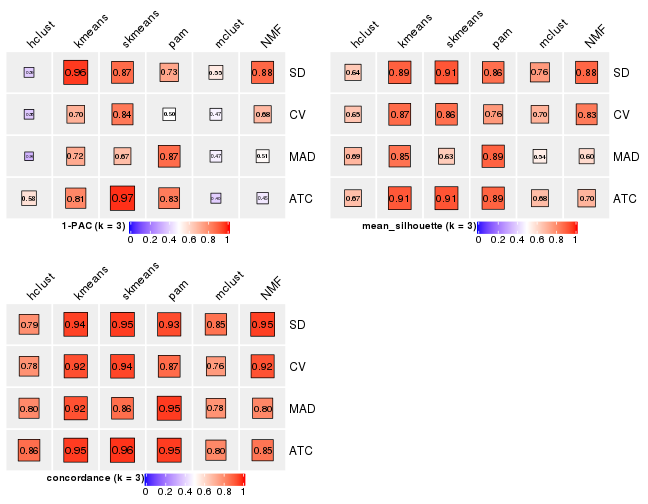 hclust kmeans skmeans pam mclust NMF
0.96 0.87 0.73 0.55 0.88 SD
0.70 0.84 0.50 0.47 0.68 CV
0.72 0.67 0.87 0.47 0.51 MAD
0.58 0.81 0.97 0.83 ATC
1-PAC (k = 3)
0 0.2 0.4 0.6 0.8 1
hclust kmeans skmeans pam mclust NMF
0.64 0.89 0.91 0.86 0.76 0.88 SD
0.65 0.87 0.86 0.76 0.70 0.83 CV
0.69 0.85 0.63 0.89 0.54 0.60 MAD
0.67 0.91 0.91 0.89 0.68 0.70 ATC
mean_silhouette (k = 3)
0 0.2 0.4 0.6 0.8 1
hclust kmeans skmeans pam mclust NMF
0.79 0.94 0.95 0.93 0.85 0.95 SD
0.78 0.92 0.94 0.87 0.76 0.92 CV
0.80 0.92 0.86 0.95 0.78 0.80 MAD
0.86 0.95 0.96 0.95 0.80 0.85 ATC
concordance (k = 3)
0 0.2 0.4 0.6 0.8 1